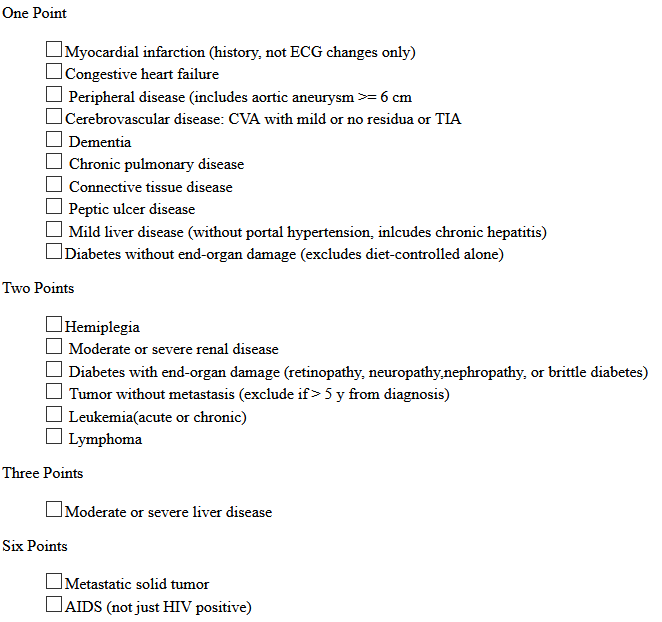 One Point
Myocardial infarction (history, not ECG changes only)
Congestive heart failure
Peripheral disease (includes aortic aneurysm >= 6 cm
Cerebrovascular disease: CVA with mild or no residua or TIA
Dementia
Chronic pulmonary disease
Connective tissue disease
Peptic ulcer disease
Mild liver disease (without portal hypertension, inlcudes chronic hepatitis)
Diabetes without end-organ damage (excludes diet-controlled alone)
Two Points
Hemiplegia
Moderate or severe renal disease
Diabetes with end-organ damage (retinopathy, neuropathy,nephropathy, or brittle diabetes)
Tumor without metastasis (exclude if > 5 y from diagnosis)
Leukemia(acute or chronic)
Lymphoma
Three Points
Moderate or severe liver disease
Six Points
Metastatic solid tumor
AIDS (not just HIV positive)